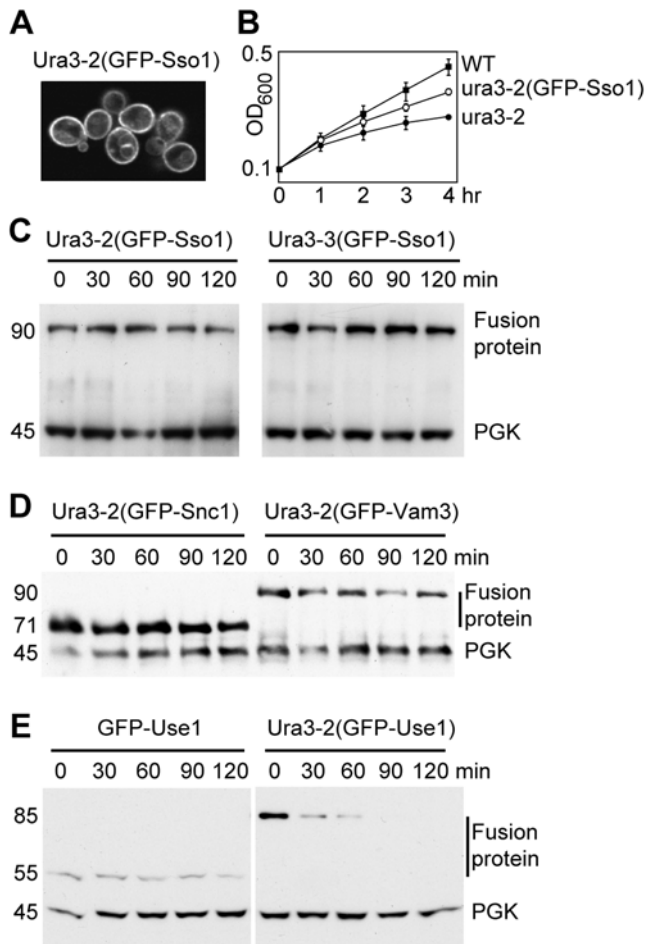 A
Ura3-2(GFP-Sso1)
B
0.5
OD600
0.1
WT
ura3-2(GFP-Sso1)
ura3-2
0 1 2 3 4 hr
C
Ura3-2(GFP-Sso1) Ura3-3(GFP-Sso1)
0 30 60 90 120 0 30 60 90 120 min
90 Fusion
protein
45 PGK
D
Ura3-2(GFP-Snc1) Ura3-2(GFP-Vam3)
0 30 60 90 120 min 0 30 60 90 120 min
90 Fusion
71 protein
45 PGK
E
GFP-Use1 Ura3-2(GFP-Use1)
0 30 60 90 120 0 30 60 90 120 min
85 Fusion
55 protein
45 PGK